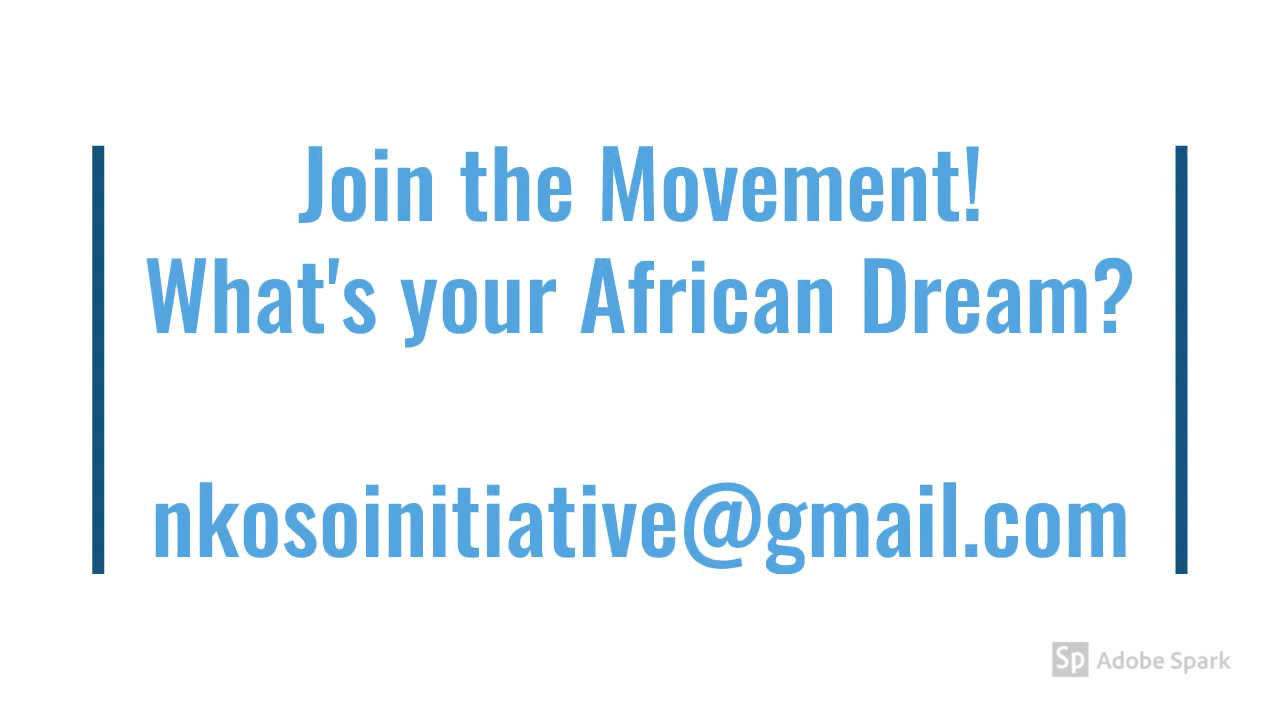 Join the Movement!
What's your African Dream?
nkosoinitiative@gmail.com
Sp Adobe Spark